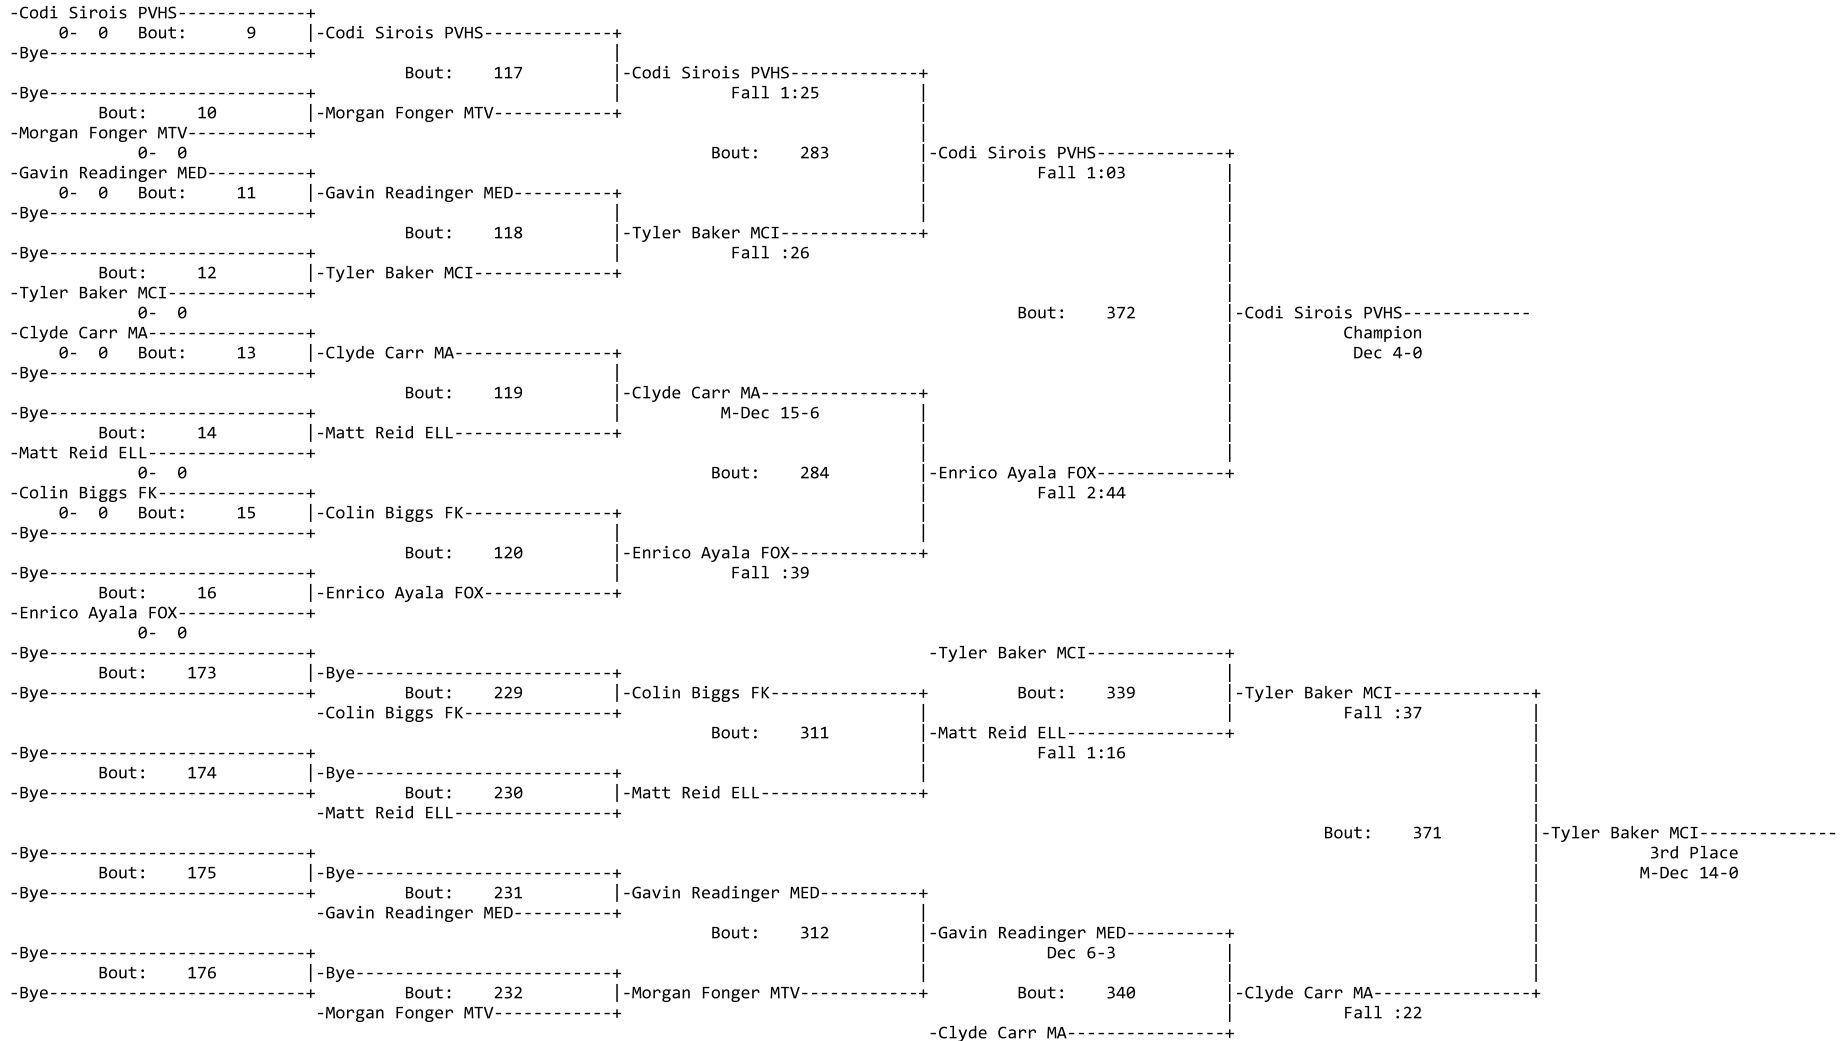 -Codi Sirois PVHS-------------+
0- 0 Bout: 9 |-Codi Sirois PVHS-------------+
-Bye--------------------------+ |
Bout: 117 |-Codi Sirois PVHS-------------+
-Bye--------------------------+ | Fall 1:25 |
Bout: 10 |-Morgan Fonger MTV------------+ |
-Morgan Fonger MTV------------+ |
0- 0 Bout: 283 |-Codi Sirois PVHS-------------+
-Gavin Readinger MED----------+ | Fall 1:03 |
0- 0 Bout: 11 |-Gavin Readinger MED----------+ | |
-Bye--------------------------+ | | |
Bout: 118 |-Tyler Baker MCI--------------+ |
-Bye--------------------------+ | Fall :26 |
Bout: 12 |-Tyler Baker MCI--------------+ |
-Tyler Baker MCI--------------+ |
0- 0 Bout: 372 |-Codi Sirois PVHS-------------
-Clyde Carr MA----------------+ | Champion
0- 0 Bout: 13 |-Clyde Carr MA----------------+ | Dec 4-0
-Bye--------------------------+ | |
Bout: 119 |-Clyde Carr MA----------------+ |
-Bye--------------------------+ | M-Dec 15-6 | |
Bout: 14 |-Matt Reid ELL----------------+ | |
-Matt Reid ELL----------------+ | |
0- 0 Bout: 284 |-Enrico Ayala FOX-------------+
-Colin Biggs FK---------------+ | Fall 2:44
0- 0 Bout: 15 |-Colin Biggs FK---------------+ |
-Bye--------------------------+ | |
Bout: 120 |-Enrico Ayala FOX-------------+
-Bye--------------------------+ | Fall :39
Bout: 16 |-Enrico Ayala FOX-------------+
-Enrico Ayala FOX-------------+
0- 0
-Bye--------------------------+ -Tyler Baker MCI--------------+
Bout: 173 |-Bye--------------------------+ |
-Bye--------------------------+ Bout: 229 |-Colin Biggs FK---------------+ Bout: 339 |-Tyler Baker MCI--------------+
-Colin Biggs FK---------------+ | | Fall :37 |
Bout: 311 |-Matt Reid ELL----------------+ |
-Bye--------------------------+ | Fall 1:16 |
Bout: 174 |-Bye--------------------------+ | |
-Bye--------------------------+ Bout: 230 |-Matt Reid ELL----------------+ |
-Matt Reid ELL----------------+ |
Bout: 371 |-Tyler Baker MCI--------------
-Bye--------------------------+ | 3rd Place
Bout: 175 |-Bye--------------------------+ | M-Dec 14-0
-Bye--------------------------+ Bout: 231 |-Gavin Readinger MED----------+ |
-Gavin Readinger MED----------+ | |
Bout: 312 |-Gavin Readinger MED----------+ |
-Bye--------------------------+ | Dec 6-3 | |
Bout: 176 |-Bye--------------------------+ | | |
-Bye--------------------------+ Bout: 232 |-Morgan Fonger MTV------------+ Bout: 340 |-Clyde Carr MA----------------+
-Morgan Fonger MTV------------+ | Fall :22
-Clyde Carr MA----------------+